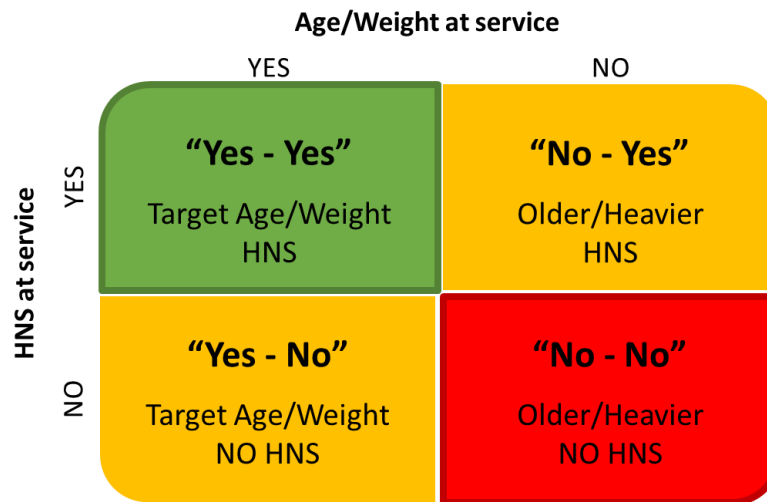 Age/Weight at service
YES
NO
HNS at service
YES
“Yes - Yes”
Target Age/Weight
HNS
“No - Yes”
Older/Heavier
HNS
NO
“Yes - No”
Target Age/Weight
NO HNS
“No - No”
Older/Heavier
NO HNS